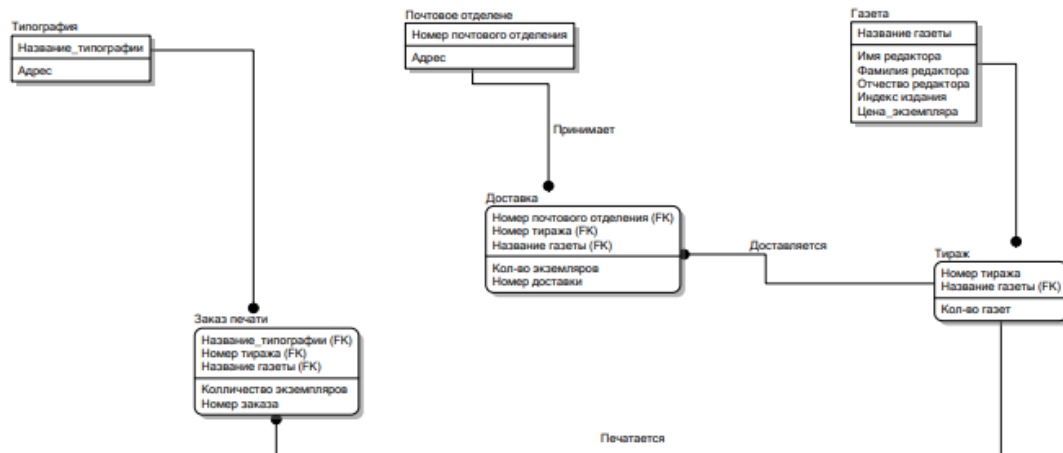 Типография
Название_типографии
Адрес
Почтовое отделене
Номер почтового отделения
Адрес
Газета
Название газеты
Имя редактора
Фамилия редактора
Отчество редактора
Индекс издания
Цена_экземпляра
Принимает
Доставка
Номер почтового отделения (FK)
Номер тиража (FK)
Название газеты (FK)
Кол-во экземляров
Номер доставки
Доставляется
Тираж
Номер тиража
Название газеты (FK)
Кол-во газет
Заказ печати
Название_типографии (FK)
Номер тиража (FK)
Название газеты (FK)
Колличество экземпляров
Номер заказа
Печатается